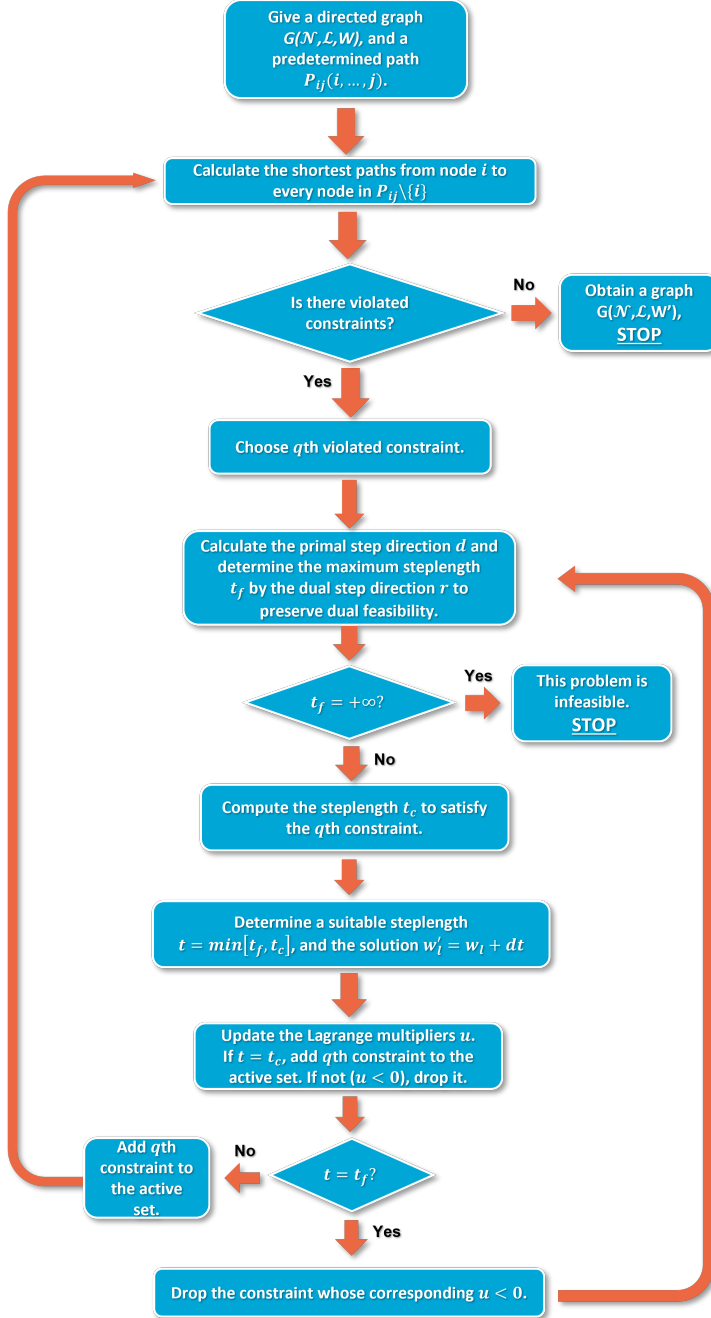 Give a directed graph
G(𝒩,ℒ,W), and a
predetermined path
P_{ij}(i, …, j).
Calculate the shortest paths from node i to
every node in P_{ij}\{i}
Is there violated
constraints?
No
Obtain a graph
G(𝒩,ℒ,W'),
STOP
Yes
Choose qth violated constraint.
Calculate the primal step direction d and
determine the maximum steplength
t_f by the dual step direction r to
preserve dual feasibility.
t_f = +∞?
Yes
This problem is
infeasible.
STOP
No
Compute the steplength t_c to satisfy
the qth constraint.
Determine a suitable steplength
t = min[t_f, t_c], and the solution w'_l = w_l + dt
Update the Lagrange multipliers u.
If t = t_c, add qth constraint to the
active set. If not (u < 0), drop it.
Add qth
constraint to
the active
set.
No
t = t_f?
Yes
Drop the constraint whose corresponding u < 0.